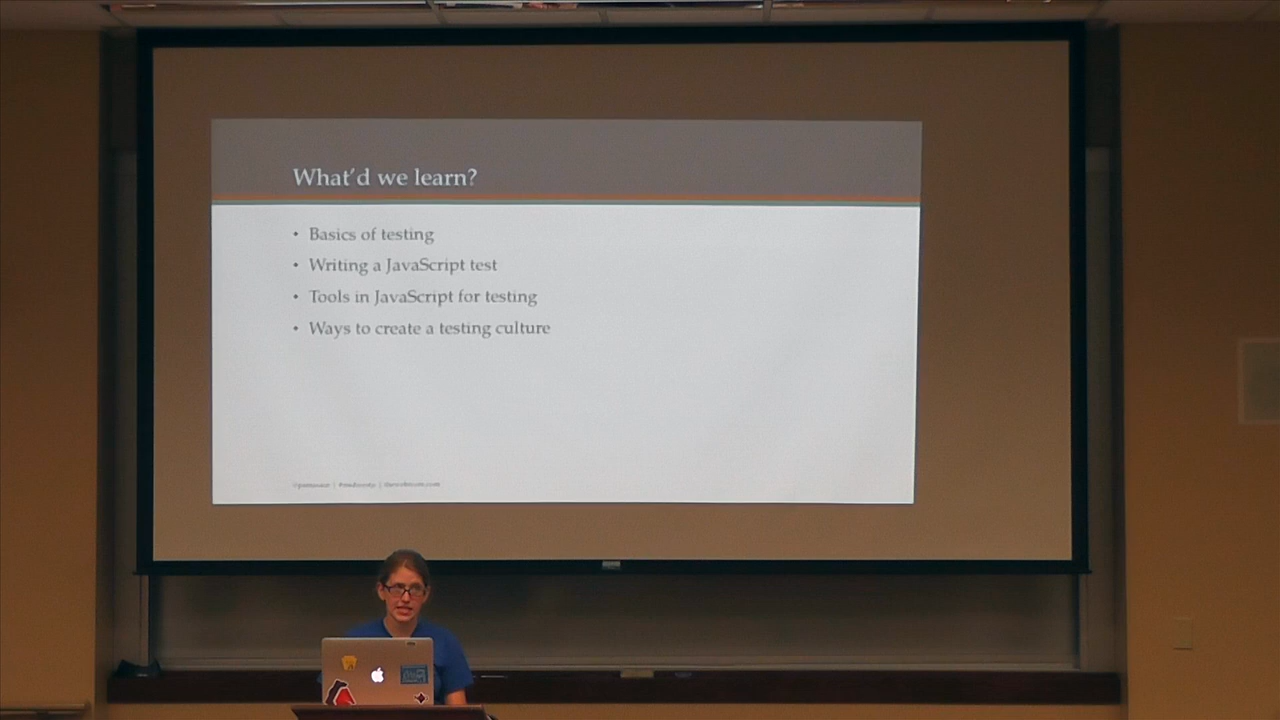 What'd we learn?
• Basics of testing
• Writing a JavaScript test
• Tools in JavaScript for testing
• Ways to create a testing culture